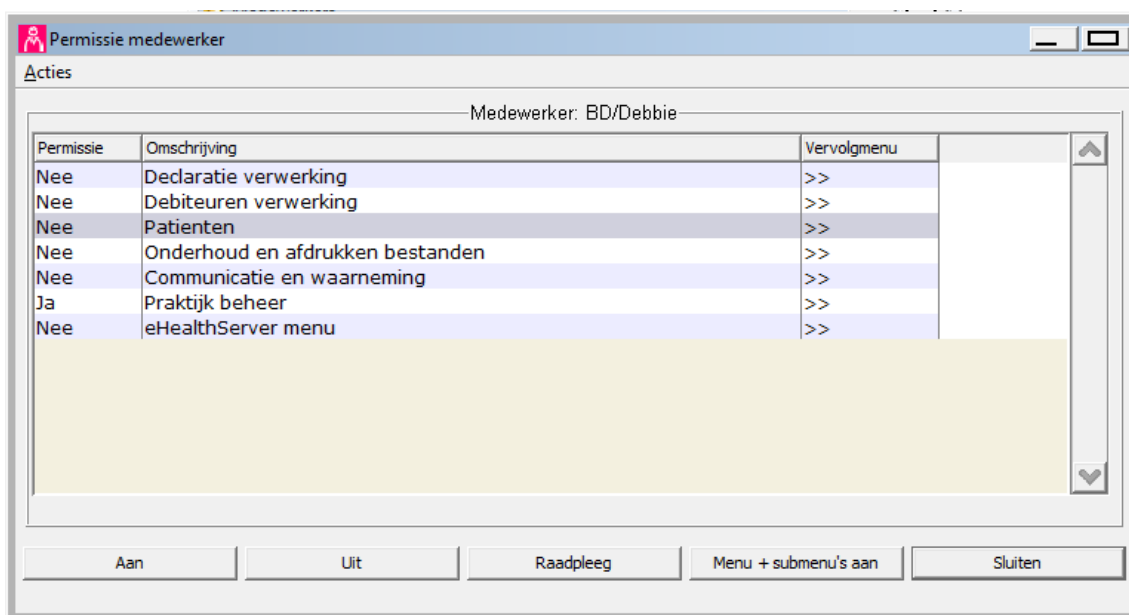 Permissie medewerker
Acties
Medewerker: BD/Debbie
Permissie Omschrijving Vervolgmenu
Nee Declaratie verwerking >>
Nee Debiteuren verwerking >>
Nee Patienten >>
Nee Onderhoud en afdrukken bestanden >>
Nee Communicatie en waarneming >>
Ja Praktijk beheer >>
Nee eHealthServer menu >>
Aan Uit Raadpleeg Menu + submenu's aan Sluiten